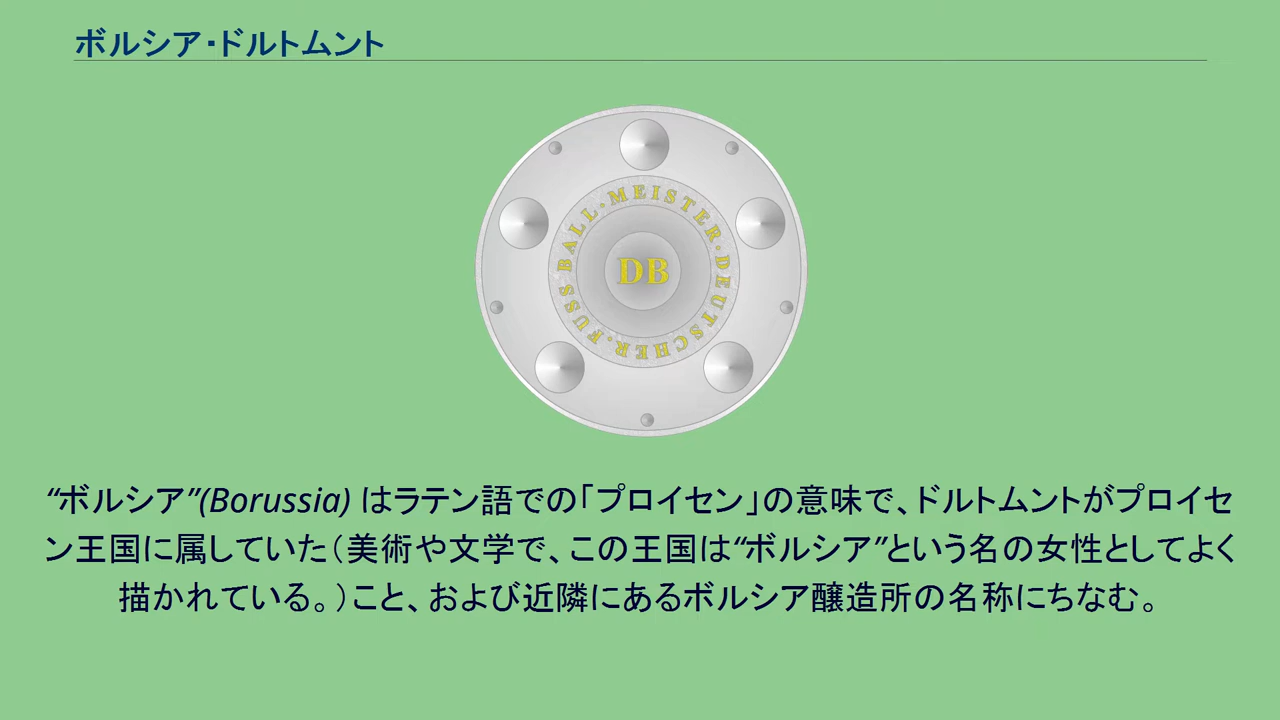 ボルシア・ドルトムント
MEISTER.DEUTSCHER.FUSSBALL.
DB
“ボルシア”(Borussia) はラテン語での「プロイセン」の意味で、ドルトムントがプロイセ
ン王国に属していた（美術や文学で、この王国は“ボルシア”という名の女性としてよく
描かれている。）こと、および近隣にあるボルシア醸造所の名称にちなむ。